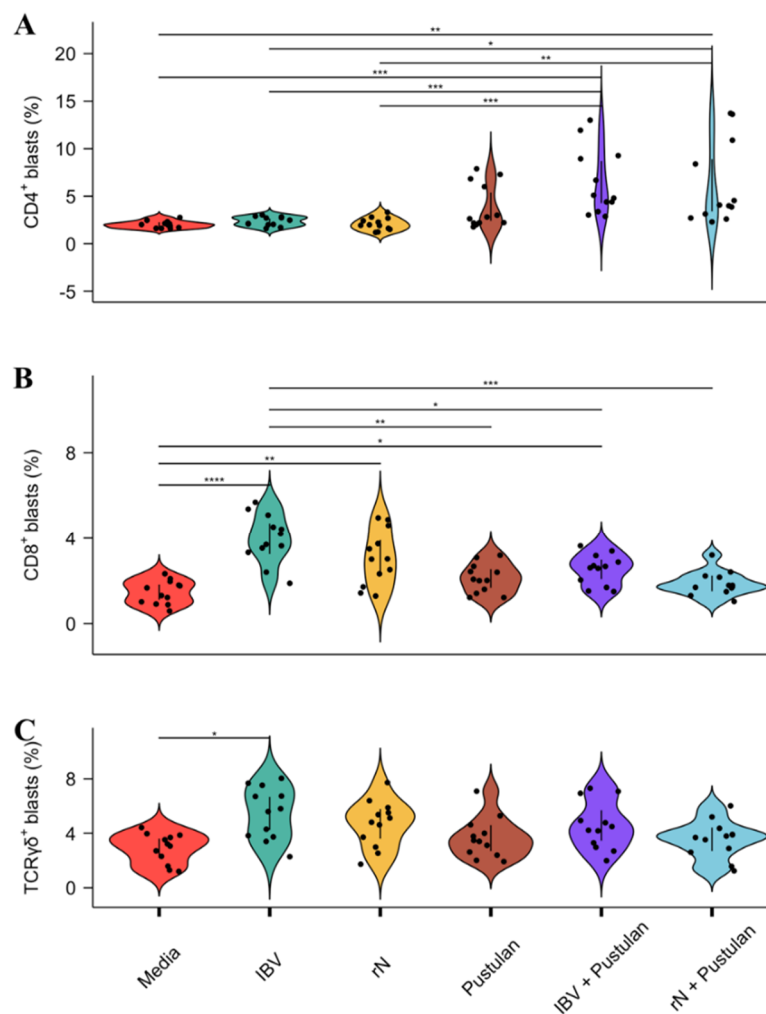 A
CD4⁺ blasts (%)
20
15
10
5
0
-5
**
*
**
***
***
***
B
CD8⁺ blasts (%)
8
4
0
***
*
**
*
**
****
C
TCRγδ⁺ blasts (%)
8
4
0
*
Media
IBV
rN
Pustulan
IBV + Pustulan
rN + Pustulan